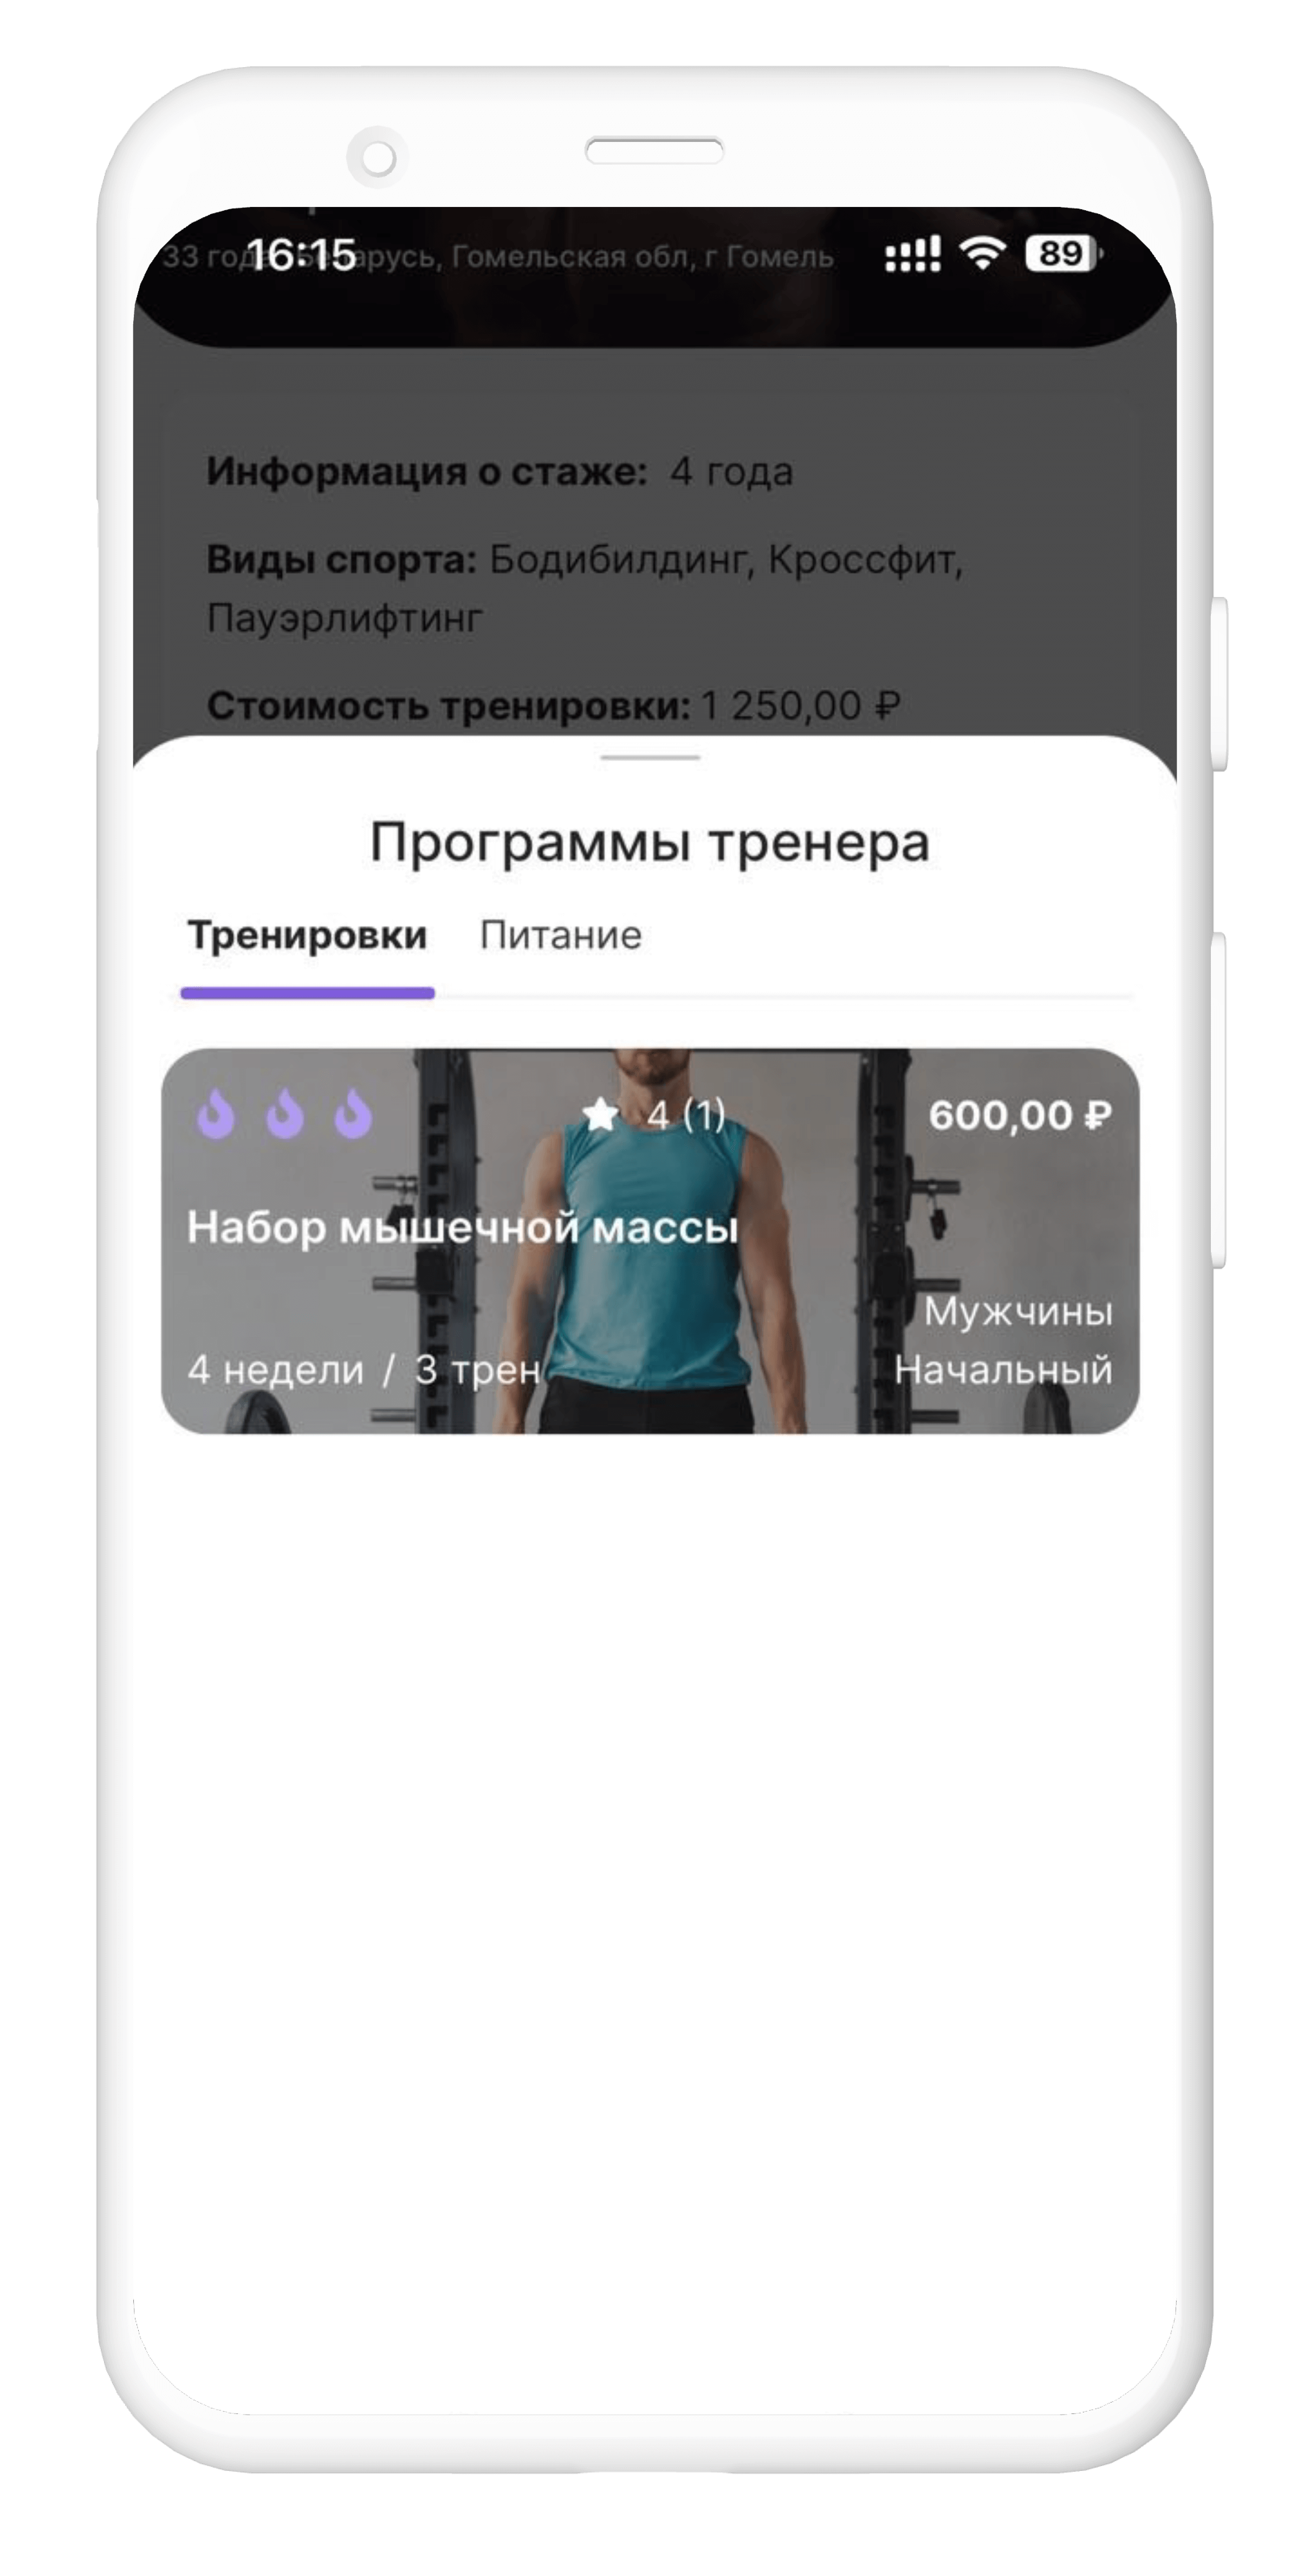 16:15
89
33 год арусь, Гомельская обл, г Гомель
Информация о стаже: 4 года
Виды спорта: Бодибилдинг, Кроссфит,
Пауэрлифтинг
Стоимость тренировки: 1 250,00 ₽
Программы тренера
Тренировки Питание
4 (1) 600,00 ₽
Набор мышечной массы
Мужчины
4 недели / 3 трен Начальный